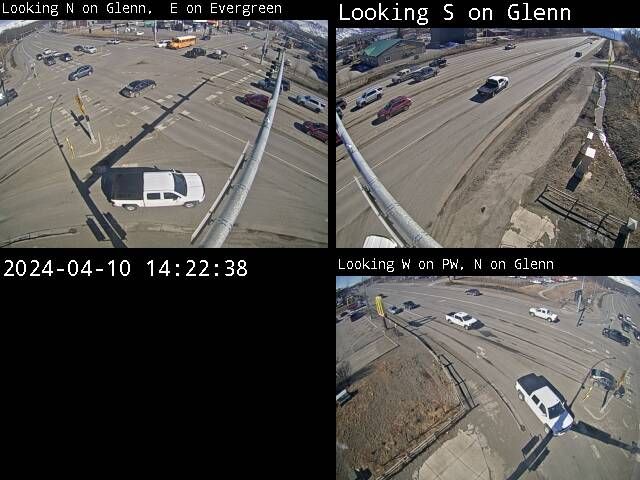 Looking N on Glenn,  E on Evergreen
Looking S on Glenn
2024-04-10 14:22:38
Looking W on PW, N on Glenn